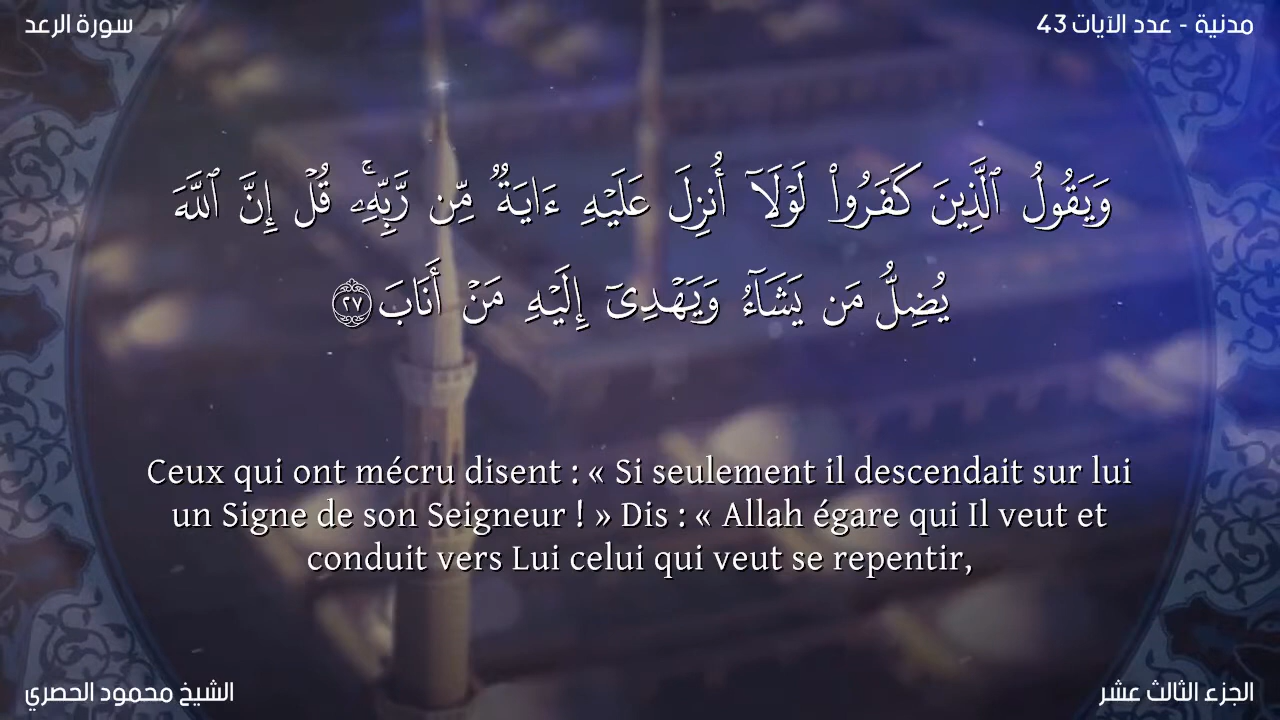 سورة الرعد
مدنية - عدد الآيات 43
وَيَقُولُ ٱلَّذِينَ كَفَرُوا۟ لَوْلَآ أُنزِلَ عَلَيْهِ ءَايَةٌ مِّن رَّبِّهِۦ ۗ قُلْ إِنَّ ٱللَّهَ
يُضِلُّ مَن يَشَآءُ وَيَهْدِىٓ إِلَيْهِ مَنْ أَنَابَ ٢٧
Ceux qui ont mécru disent : « Si seulement il descendait sur lui
un Signe de son Seigneur ! » Dis : « Allah égare qui Il veut et
conduit vers Lui celui qui veut se repentir,
الشيخ محمود الحصري
الجزء الثالث عشر